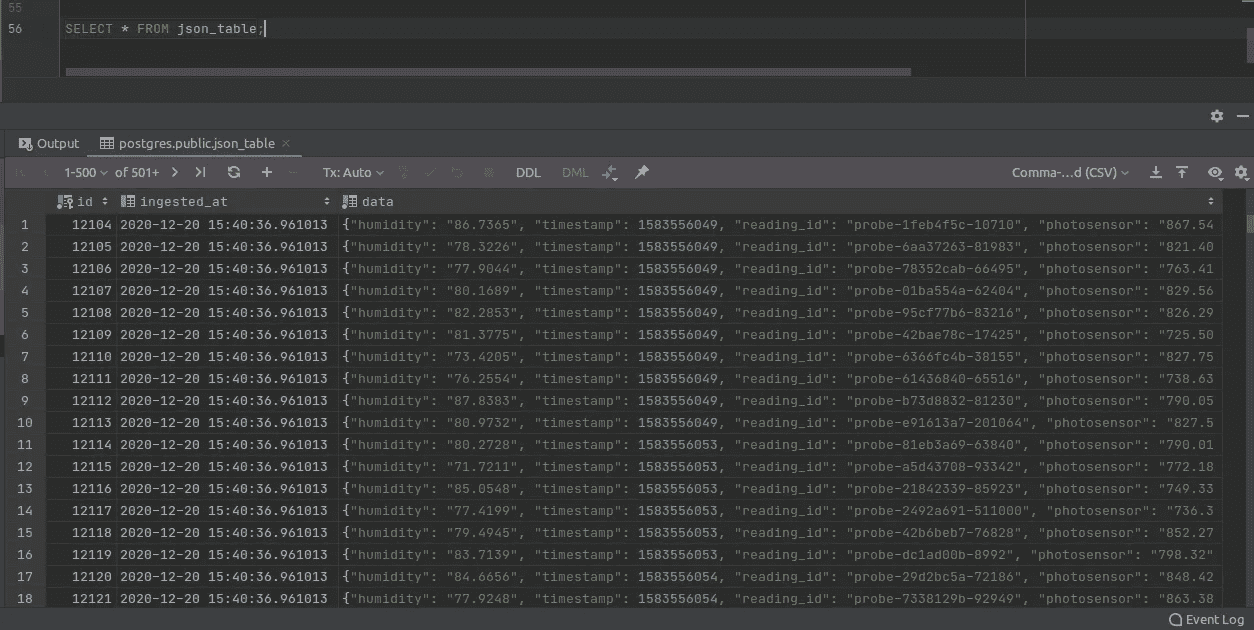 55
56 SELECT * FROM json_table;
Output postgres.public.json_table
1-500 of 501+ Tx: Auto DDL DML Comma-...d (CSV)
id ingested_at data
1 12104 2020-12-20 15:40:36.961013 {"humidity": "86.7365", "timestamp": 1583556049, "reading_id": "probe-1feb4f5c-10710", "photosensor": "867.54
2 12105 2020-12-20 15:40:36.961013 {"humidity": "78.3226", "timestamp": 1583556049, "reading_id": "probe-6aa37263-81983", "photosensor": "821.40
3 12106 2020-12-20 15:40:36.961013 {"humidity": "77.9044", "timestamp": 1583556049, "reading_id": "probe-78352cab-66495", "photosensor": "763.41
4 12107 2020-12-20 15:40:36.961013 {"humidity": "80.1689", "timestamp": 1583556049, "reading_id": "probe-01ba554a-62404", "photosensor": "829.56
5 12108 2020-12-20 15:40:36.961013 {"humidity": "82.2853", "timestamp": 1583556049, "reading_id": "probe-95cf77b6-83216", "photosensor": "826.29
6 12109 2020-12-20 15:40:36.961013 {"humidity": "81.3775", "timestamp": 1583556049, "reading_id": "probe-42bae78c-17425", "photosensor": "725.50
7 12110 2020-12-20 15:40:36.961013 {"humidity": "73.4205", "timestamp": 1583556049, "reading_id": "probe-6366fc4b-38155", "photosensor": "827.75
8 12111 2020-12-20 15:40:36.961013 {"humidity": "76.2554", "timestamp": 1583556049, "reading_id": "probe-61436840-65516", "photosensor": "738.63
9 12112 2020-12-20 15:40:36.961013 {"humidity": "87.8383", "timestamp": 1583556049, "reading_id": "probe-b73d8832-81230", "photosensor": "790.05
10 12113 2020-12-20 15:40:36.961013 {"humidity": "80.9732", "timestamp": 1583556049, "reading_id": "probe-e91613a7-201064", "photosensor": "827.5
11 12114 2020-12-20 15:40:36.961013 {"humidity": "80.2728", "timestamp": 1583556053, "reading_id": "probe-81eb3a69-63840", "photosensor": "790.01
12 12115 2020-12-20 15:40:36.961013 {"humidity": "71.7211", "timestamp": 1583556053, "reading_id": "probe-a5d43708-93342", "photosensor": "772.18
13 12116 2020-12-20 15:40:36.961013 {"humidity": "85.0548", "timestamp": 1583556053, "reading_id": "probe-21842339-85923", "photosensor": "749.33
14 12117 2020-12-20 15:40:36.961013 {"humidity": "77.4199", "timestamp": 1583556053, "reading_id": "probe-2492a691-511000", "photosensor": "736.3
15 12118 2020-12-20 15:40:36.961013 {"humidity": "79.4945", "timestamp": 1583556053, "reading_id": "probe-42b6beb7-76828", "photosensor": "852.27
16 12119 2020-12-20 15:40:36.961013 {"humidity": "83.7139", "timestamp": 1583556053, "reading_id": "probe-dc1ad00b-8992", "photosensor": "798.32"
17 12120 2020-12-20 15:40:36.961013 {"humidity": "84.6656", "timestamp": 1583556054, "reading_id": "probe-29d2bc5a-72186", "photosensor": "848.42
18 12121 2020-12-20 15:40:36.961013 {"humidity": "77.9248", "timestamp": 1583556054, "reading_id": "probe-7338129b-92949", "photosensor": "863.38
Event Log